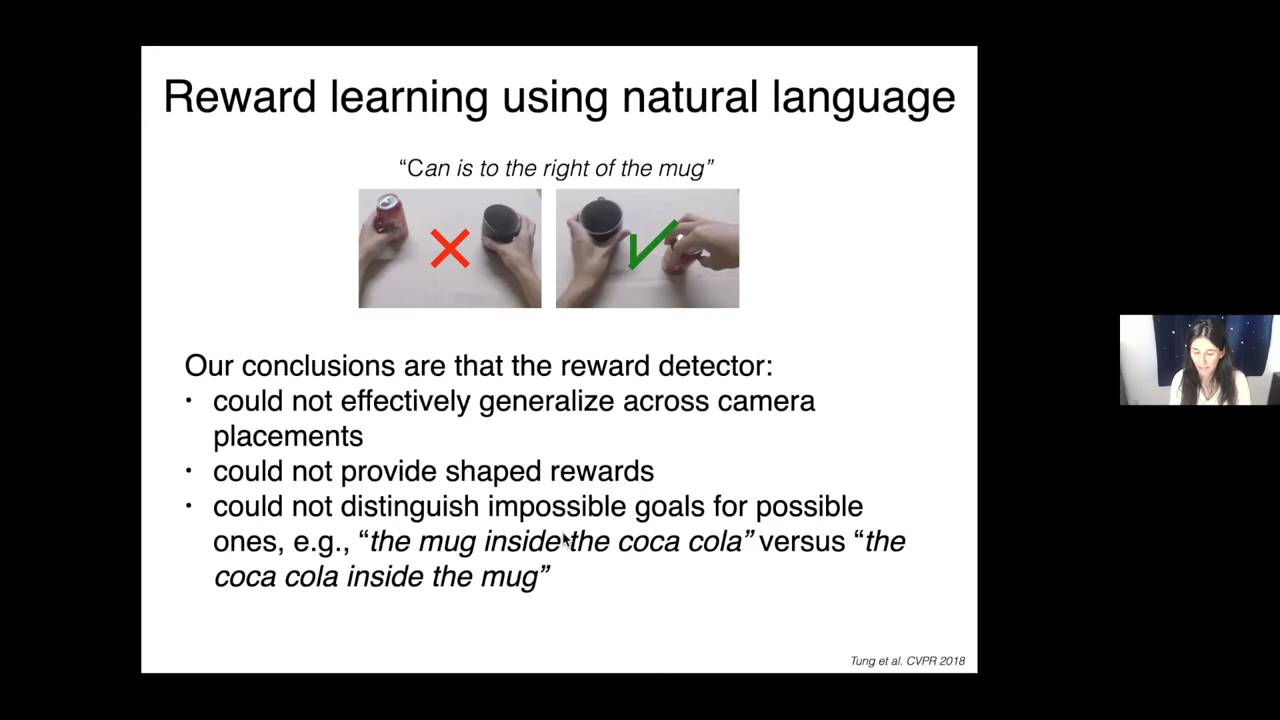 Reward learning using natural language
“Can is to the right of the mug”
Our conclusions are that the reward detector:
• could not effectively generalize across camera
placements
• could not provide shaped rewards
• could not distinguish impossible goals for possible
ones, e.g., “the mug inside the coca cola” versus “the
coca cola inside the mug”
Tung et al. CVPR 2018